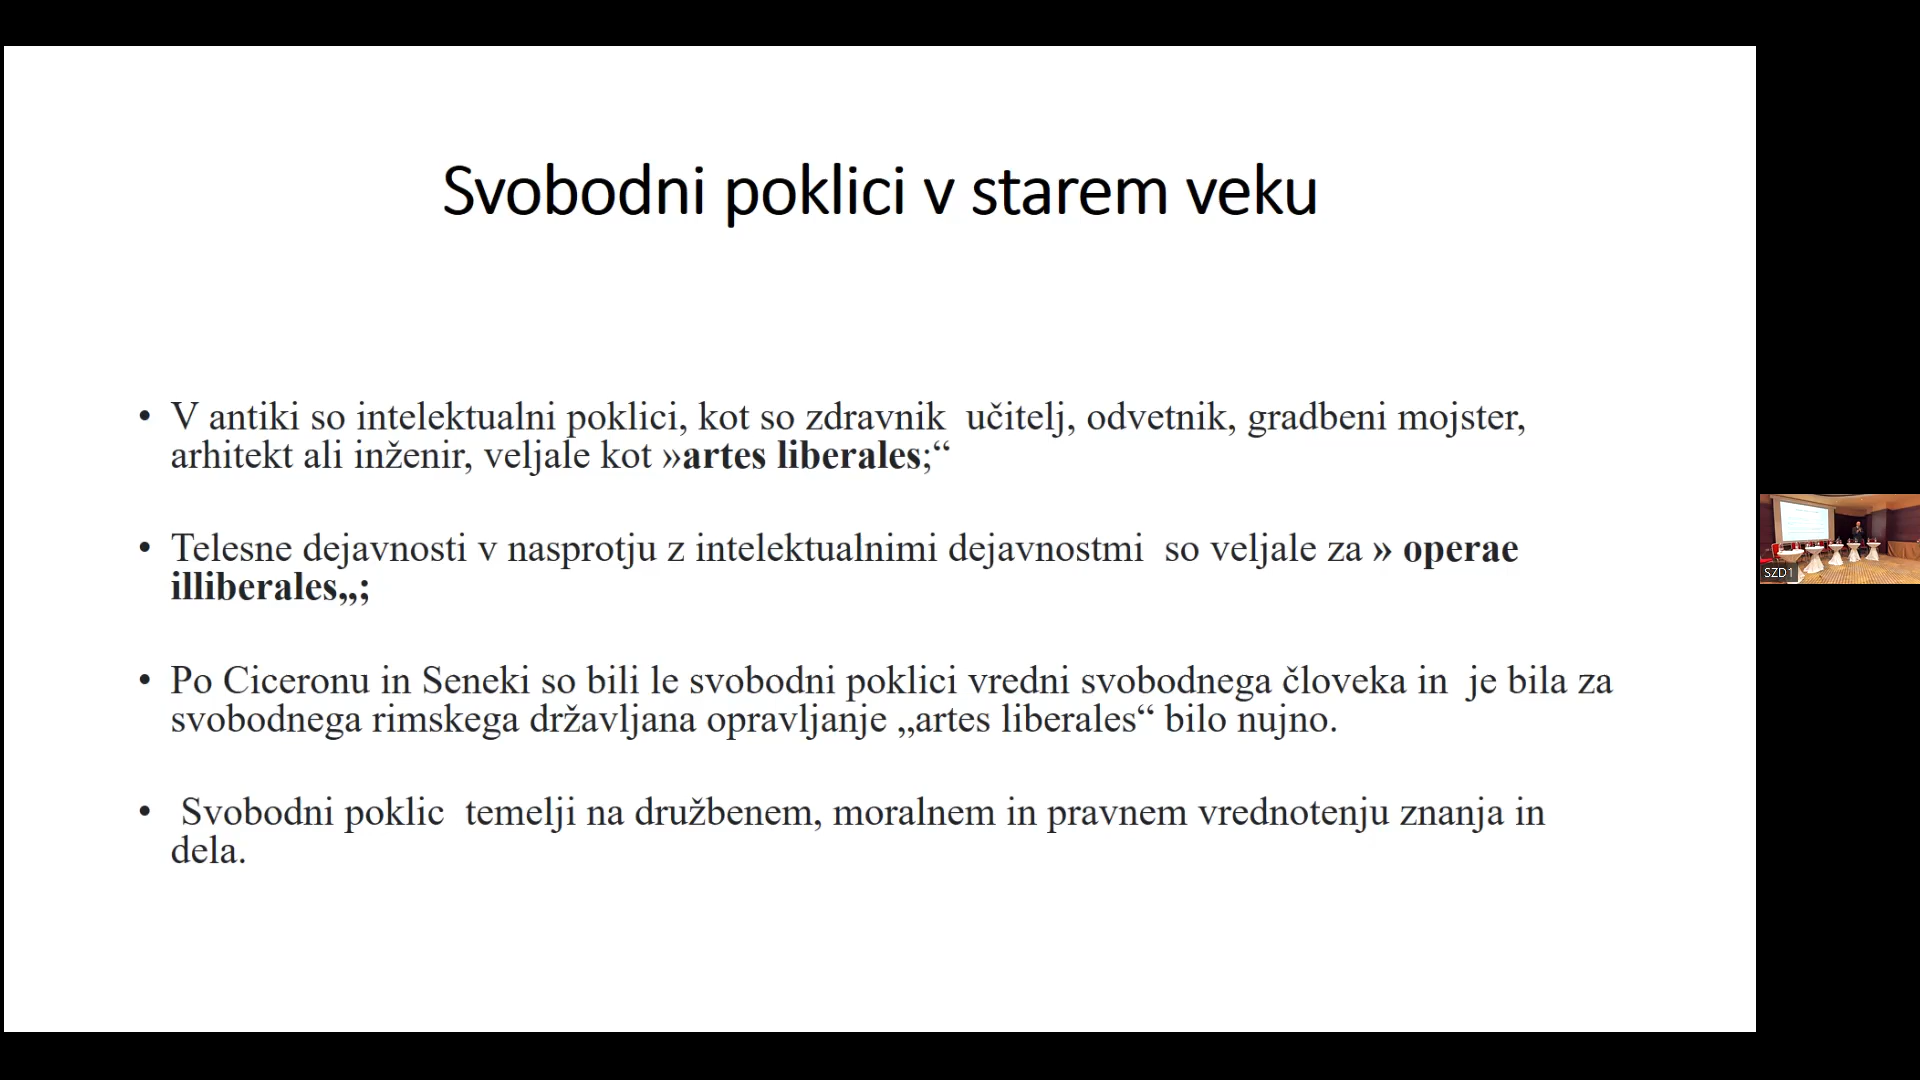 Svobodni poklici v starem veku
• V antiki so intelektualni poklici, kot so zdravnik  učitelj, odvetnik, gradbeni mojster,
arhitekt ali inženir, veljale kot »artes liberales;“
• Telesne dejavnosti v nasprotju z intelektualnimi dejavnostmi  so veljale za » operae
illiberales„;
• Po Ciceronu in Seneki so bili le svobodni poklici vredni svobodnega človeka in  je bila za
svobodnega rimskega državljana opravljanje „artes liberales“ bilo nujno.
•  Svobodni poklic  temelji na družbenem, moralnem in pravnem vrednotenju znanja in
dela.
SZD1